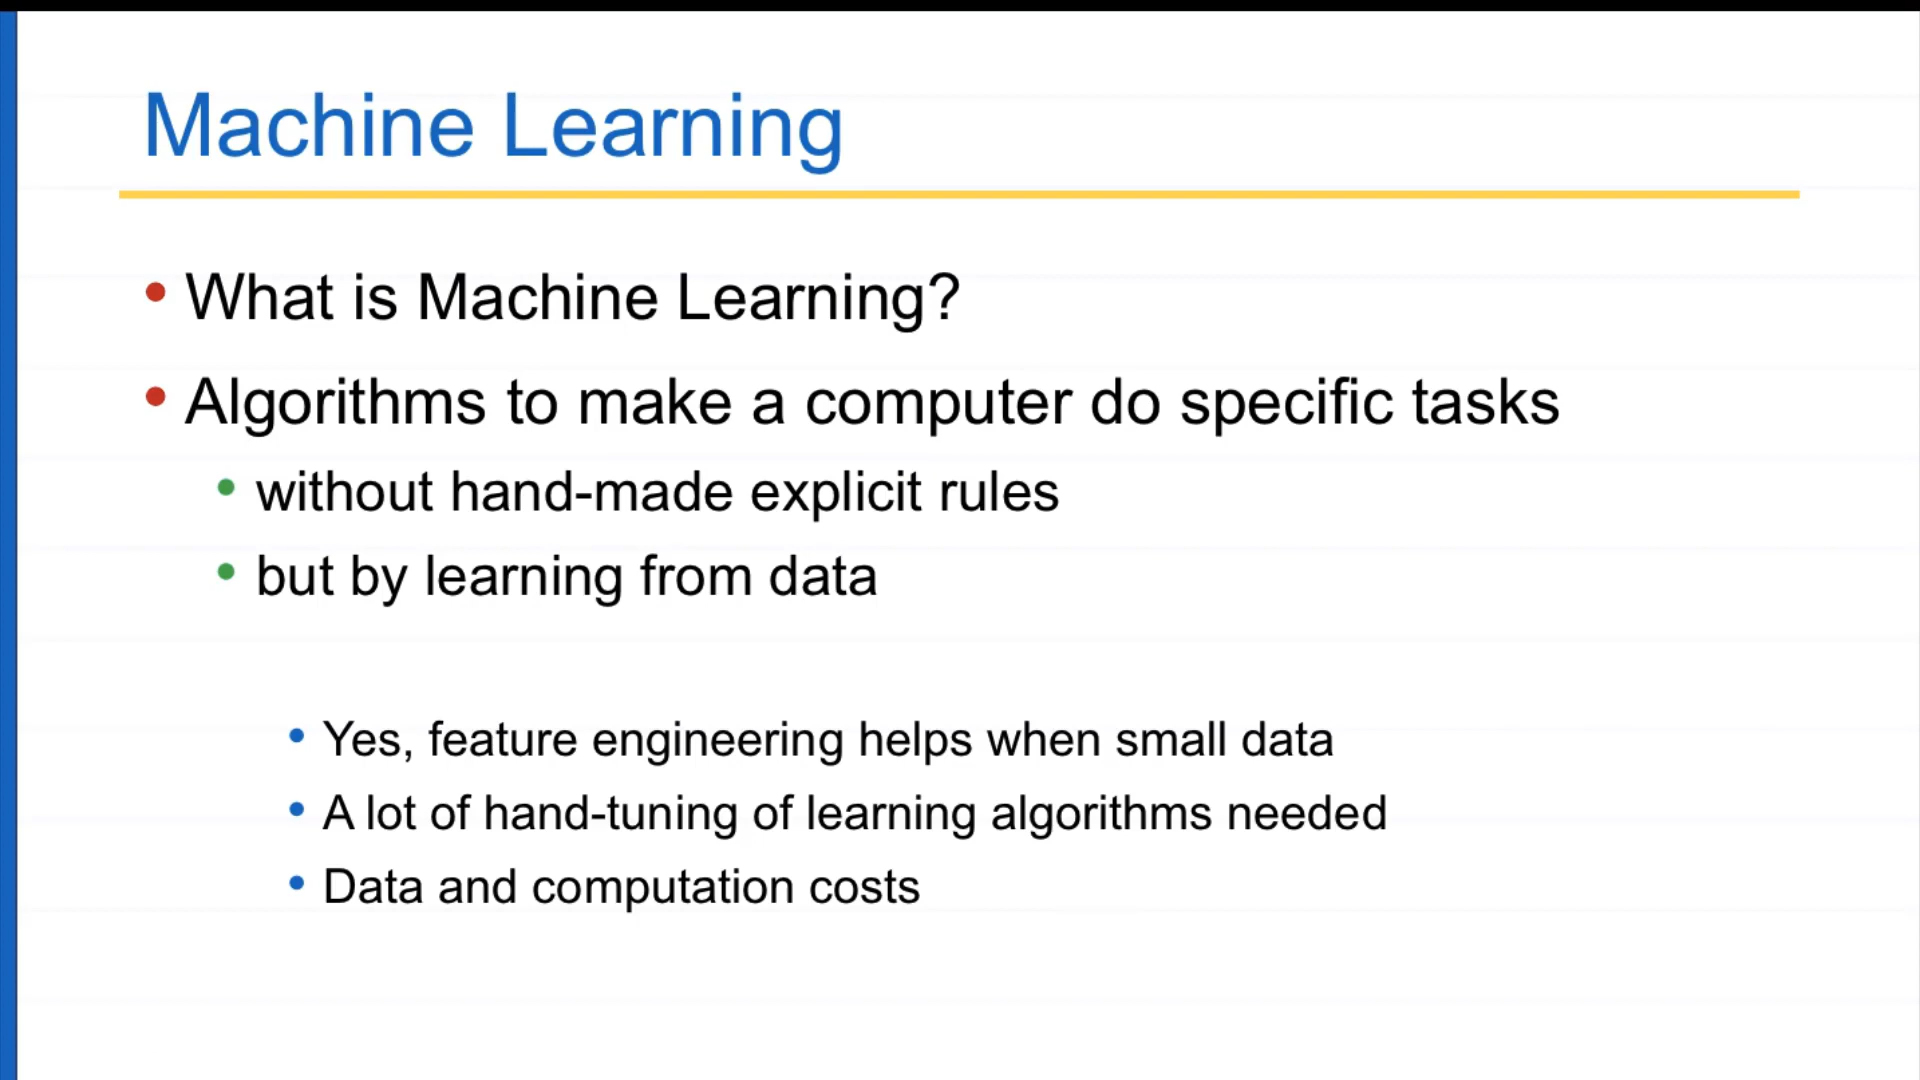 Machine Learning
• What is Machine Learning?
• Algorithms to make a computer do specific tasks
• without hand-made explicit rules
• but by learning from data
• Yes, feature engineering helps when small data
• A lot of hand-tuning of learning algorithms needed
• Data and computation costs